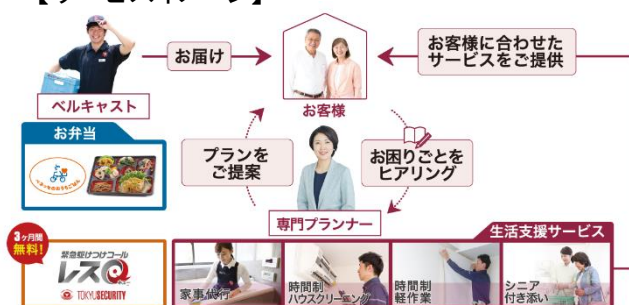 【サービスイメージ】
お届け
お客様に合わせた
サービスをご提供
ベルキャスト
お客様
お弁当
プランを
ご提案
お困りごとを
ヒアリング
専門プランナー
3ヶ月間
無料!
緊急駆けつけコール
レスQ
TOKYU SECURITY
生活支援サービス
家事代行
時間制
ハウスクリーニング
時間制
軽作業
シニア
付き添い